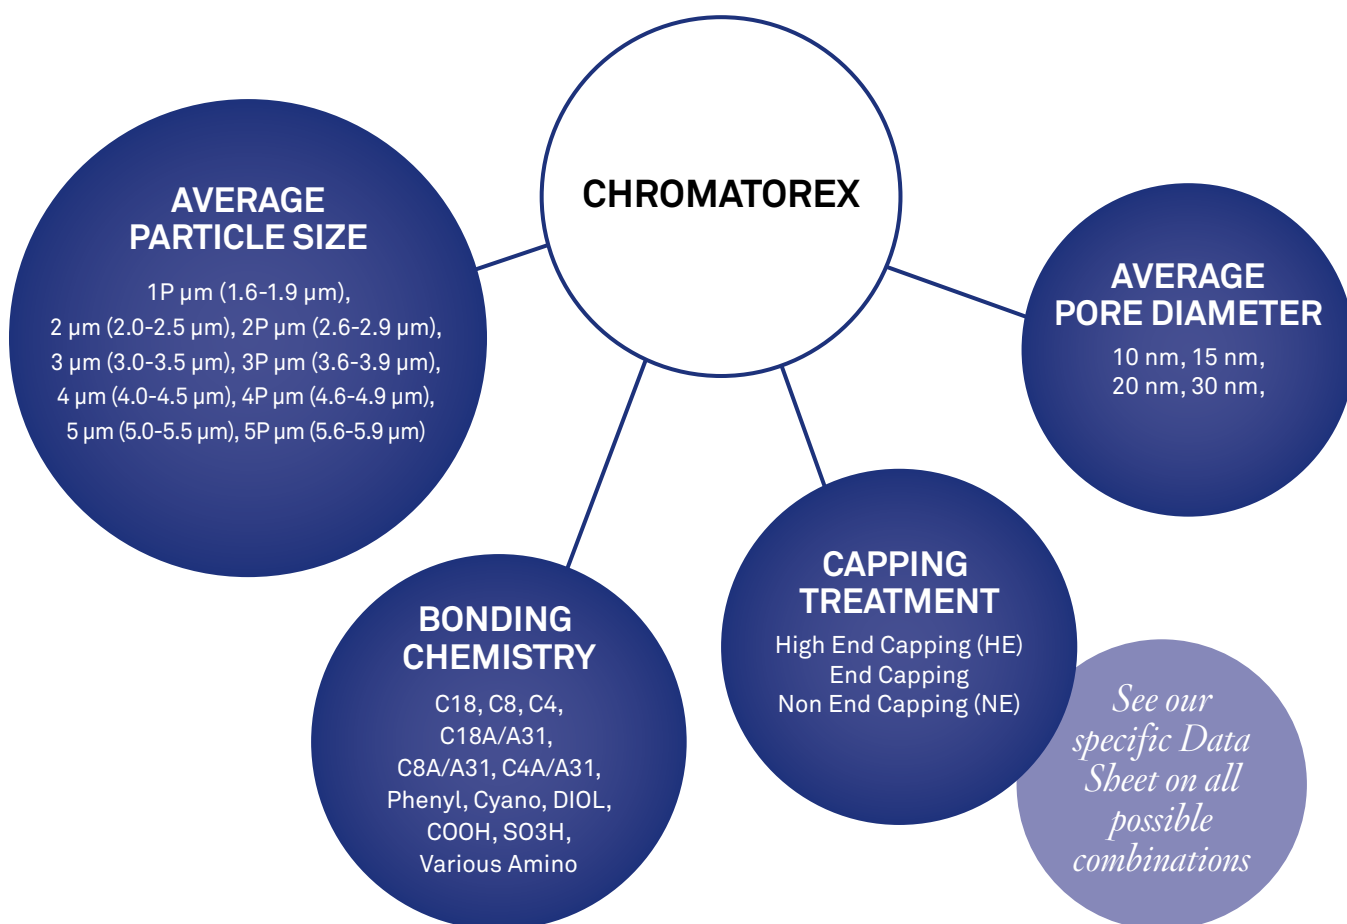 CHROMATOREX
AVERAGE
PARTICLE SIZE
1P µm (1.6-1.9 µm),
2 µm (2.0-2.5 µm), 2P µm (2.6-2.9 µm),
3 µm (3.0-3.5 µm), 3P µm (3.6-3.9 µm),
4 µm (4.0-4.5 µm), 4P µm (4.6-4.9 µm),
5 µm (5.0-5.5 µm), 5P µm (5.6-5.9 µm)
AVERAGE
PORE DIAMETER
10 nm, 15 nm,
20 nm, 30 nm,
BONDING
CHEMISTRY
C18, C8, C4,
C18A/A31,
C8A/A31, C4A/A31,
Phenyl, Cyano, DIOL,
COOH, SO3H,
Various Amino
CAPPING
TREATMENT
High End Capping (HE)
End Capping
Non End Capping (NE)
See our
specific Data
Sheet on all
possible
combinations